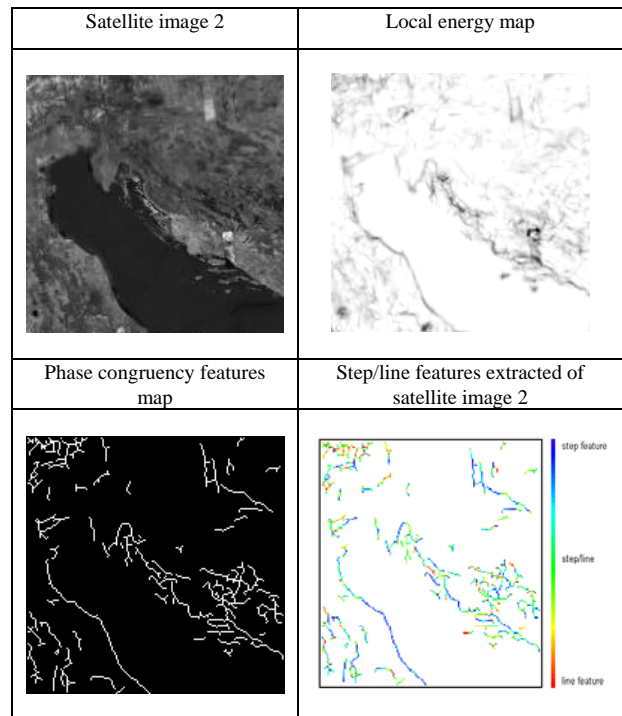 Satellite image 2
Local energy map
Phase congruency features
map
Step/line features extracted of
satellite image 2
step feature
step/line
line feature